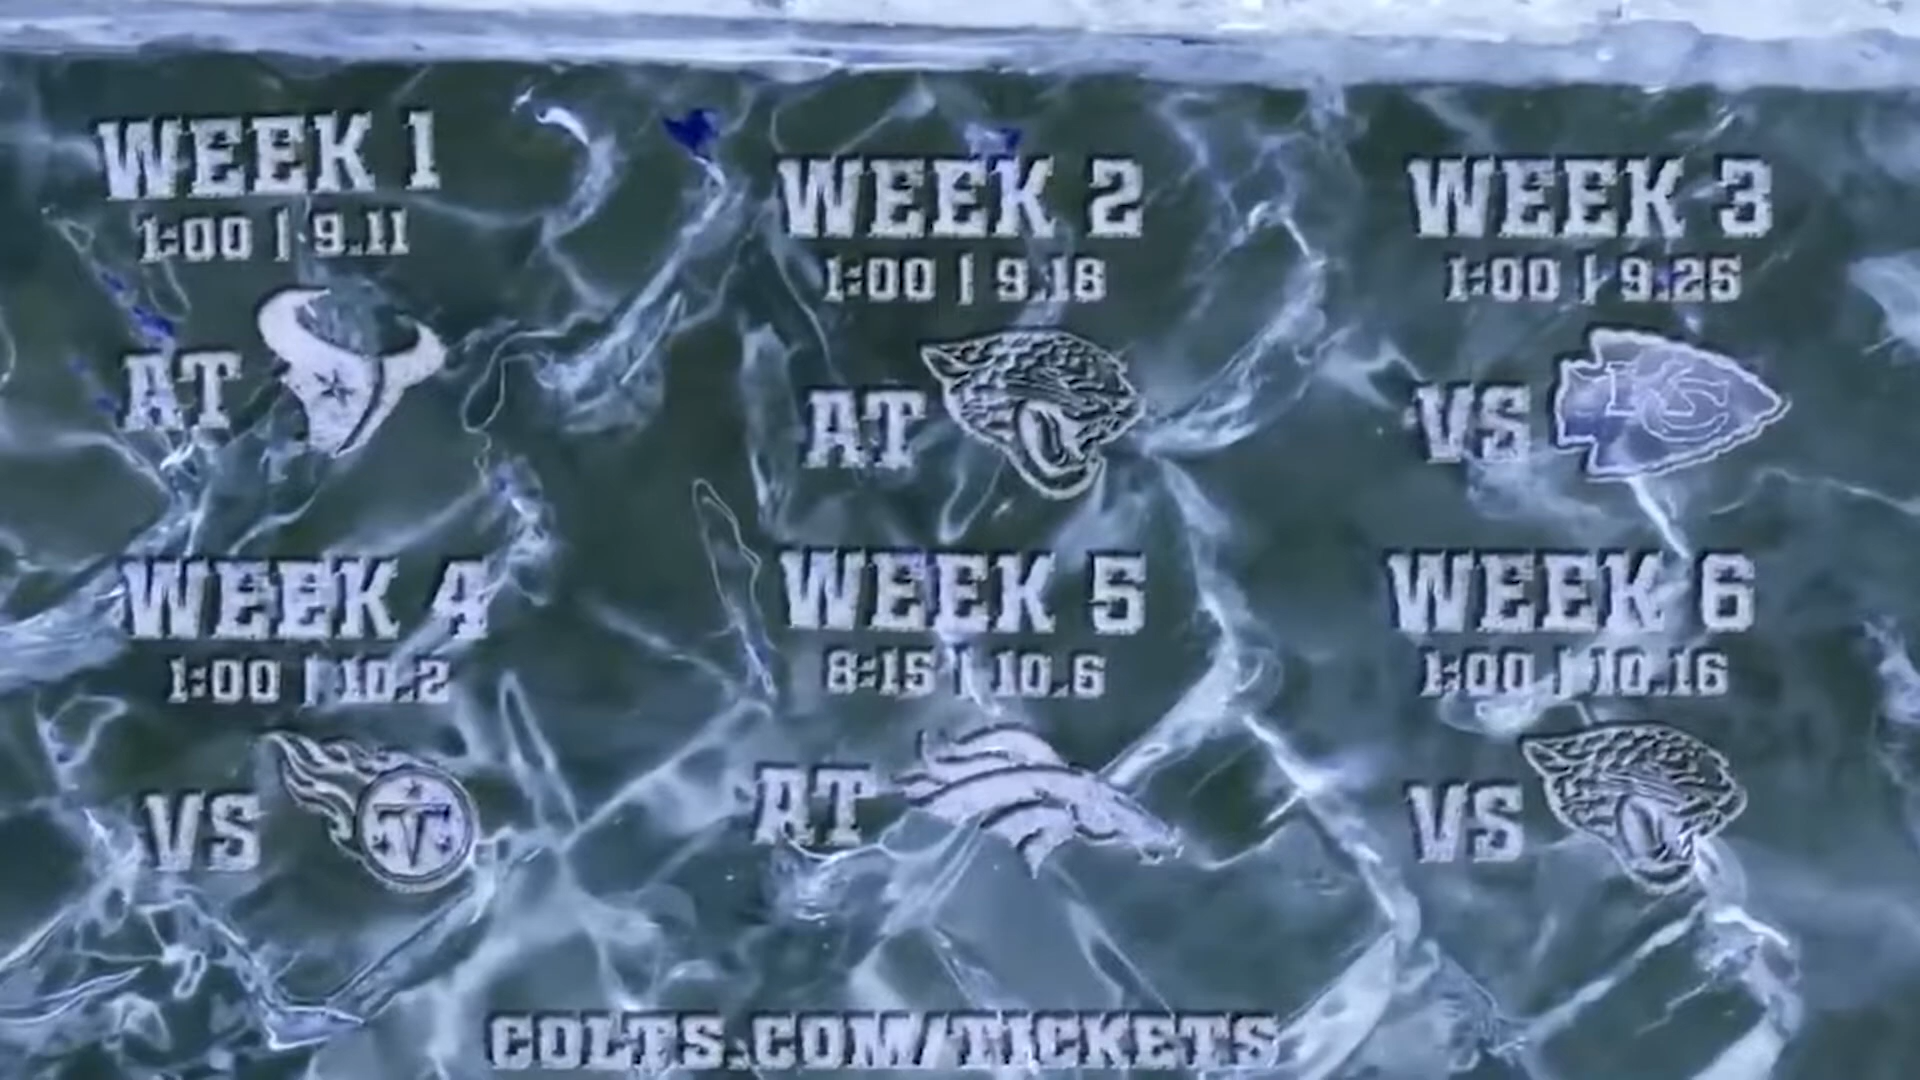 WEEK 1
1:00 | 9.11
AT
WEEK 2
1:00 | 9.18
AT
WEEK 3
1:00 | 9.25
VS KC
WEEK 4
1:00 | 10.2
VS T
WEEK 5
8:15 | 10.6
AT
WEEK 6
1:00 | 10.16
VS
COLTS.COM/TICKETS